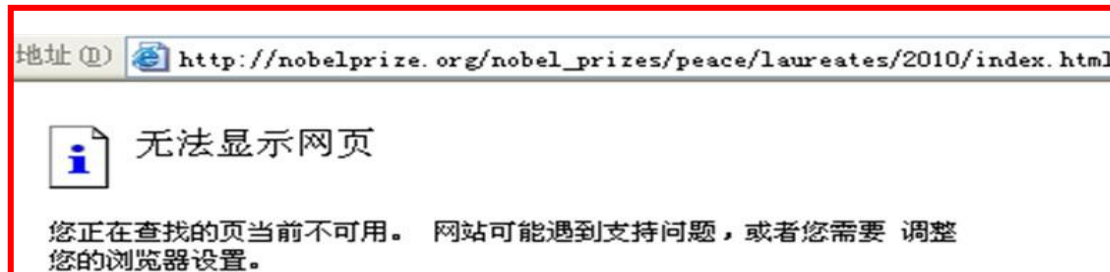 地址(D) http://nobelprize.org/nobel_prizes/peace/laureates/2010/index.html
无法显示网页
您正在查找的页当前不可用。 网站可能遇到支持问题，或者您需要 调整
您的浏览器设置。